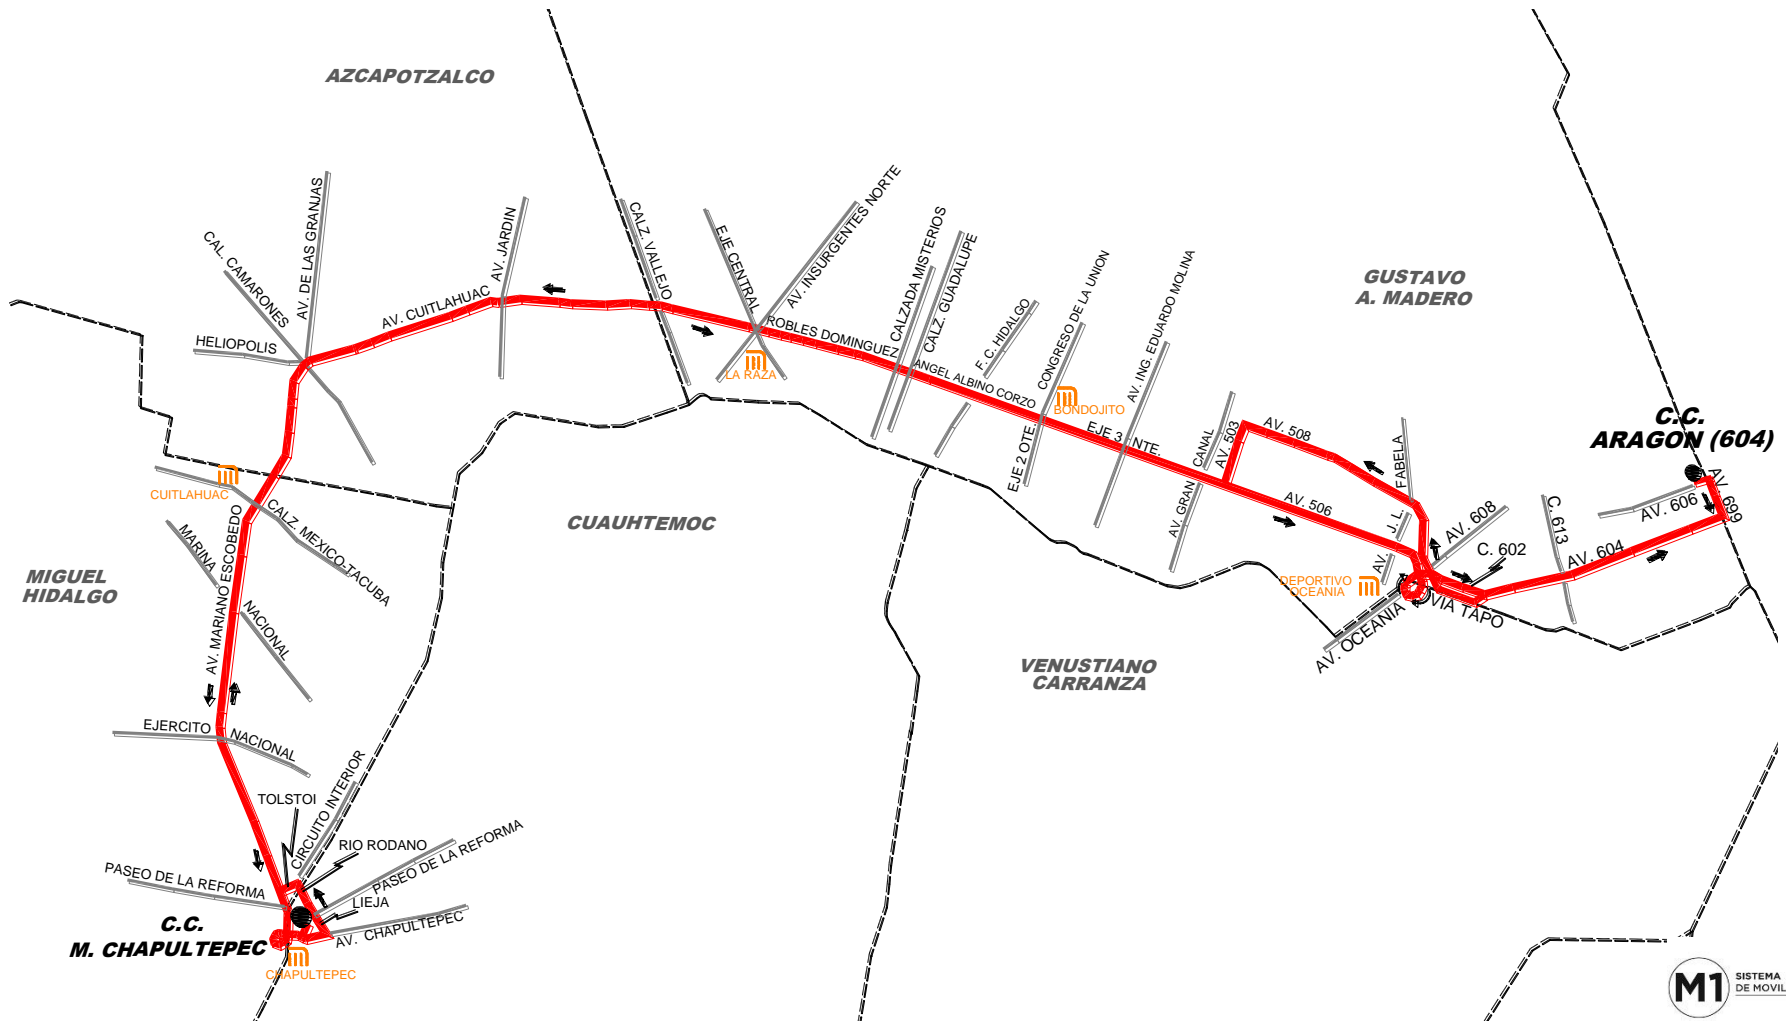 AZCAPOTZALCO
GUSTAVO
A. MADERO
CUAUHTEMOC
MIGUEL
HIDALGO
VENUSTIANO
CARRANZA
CAL. CAMARONES
AV. DE LAS GRANJAS
HELIOPOLIS
AV. CUITLAHUAC
AV. JARDIN
CALZ. VALLEJO
EJE CENTRAL
AV. INSURGENTES NORTE
LA RAZA
ROBLES DOMINGUEZ
CALZADA MISTERIOS
CALZ. GUADALUPE
ANGEL ALBINO CORZO
F. C. HIDALGO
CONGRESO DE LA UNION
BONDOJITO
EJE 2 OTE.
EJE 3 NTE.
AV. ING. EDUARDO MOLINA
AV. GRAN CANAL
AV. 503
AV. 508
AV. 506
AV. J. L. FABELA
AV. 608
C. 602
C. 613
AV. 604
AV. 606
AV. 699
C.C.
ARAGON (604)
DEPORTIVO
OCEANIA
AV. OCEANIA
VIA TAPO
CUITLAHUAC
CALZ. MEXICO-TACUBA
MARINA
NACIONAL
AV. MARIANO ESCOBEDO
EJERCITO
NACIONAL
TOLSTOI
CIRCUITO INTERIOR
RIO RODANO
PASEO DE LA REFORMA
PASEO DE LA REFORMA
LIEJA
AV. CHAPULTEPEC
C.C.
M. CHAPULTEPEC
CHAPULTEPEC
M1
SISTEMA
DE MOVIL